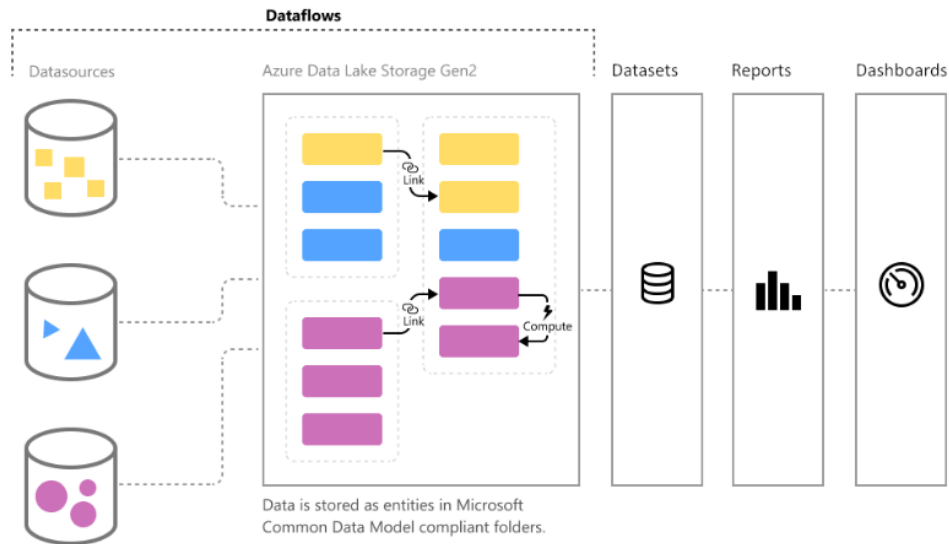 Dataflows
Datasources
Azure Data Lake Storage Gen2
Datasets
Reports
Dashboards
Link
Link
Compute
Data is stored as entities in Microsoft
Common Data Model compliant folders.